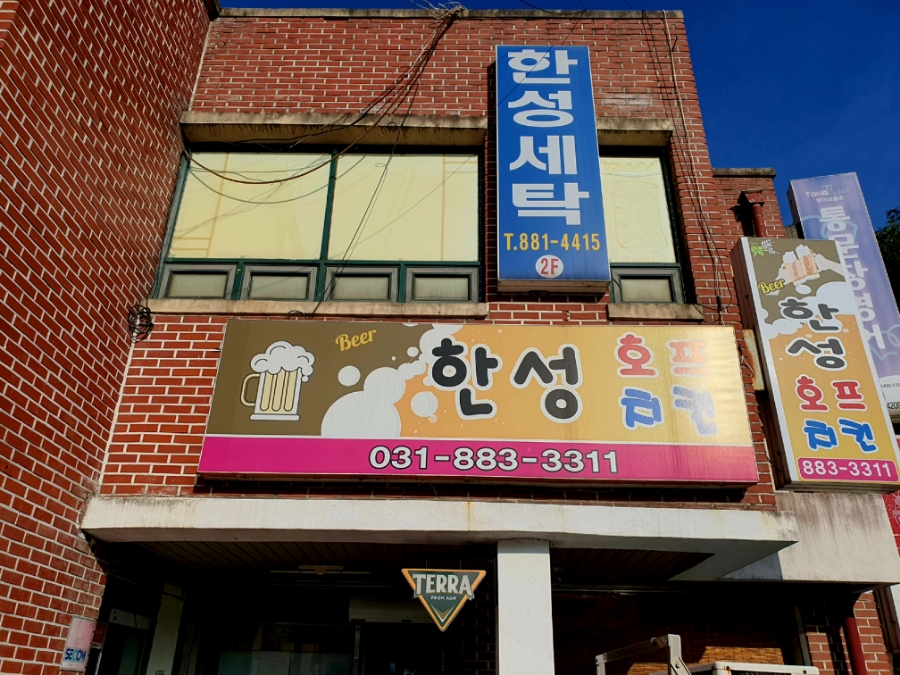 한성세탁
T.881-4415
2F
Beer
한성
호프
치킨
031-883-3311
Beer
한성
호프
치킨
883-3311
TERRA